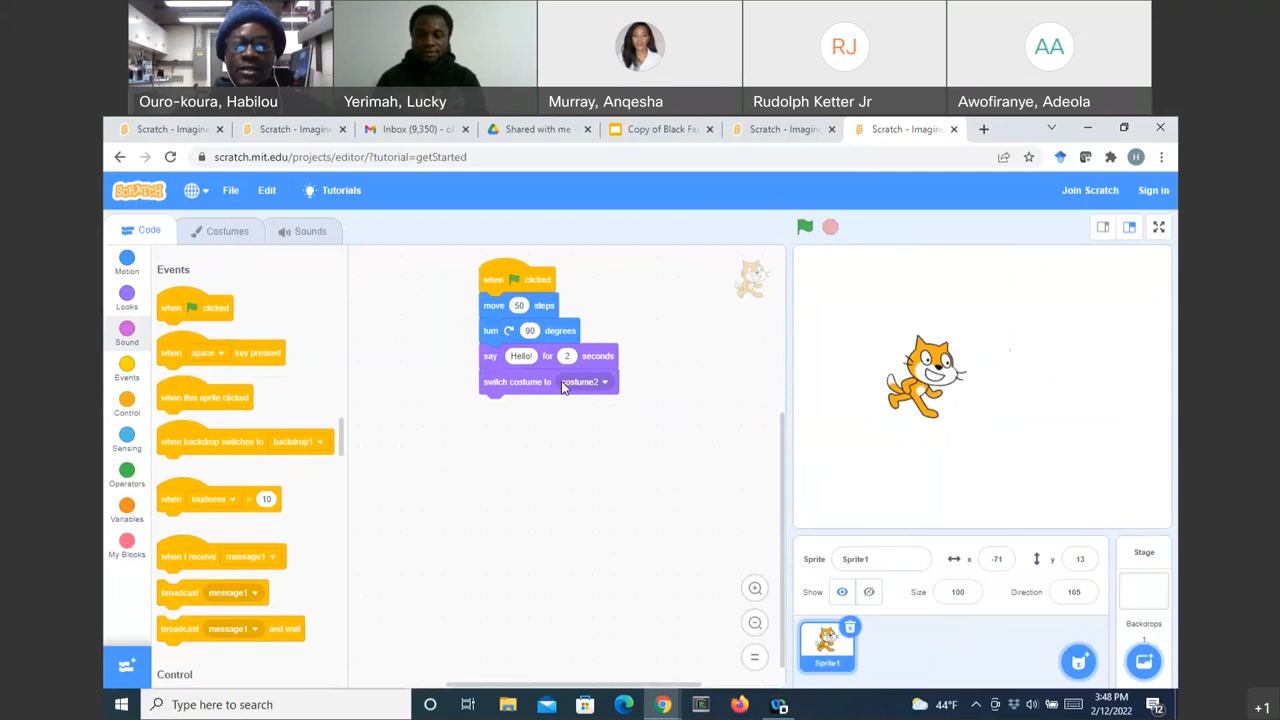 Ouro-koura, Habilou
Yerimah, Lucky
Murray, Anqesha
RJ
Rudolph Ketter Jr
AA
Awofiranye, Adeola
Scratch - Imagine
Scratch - Imagine
Inbox (9,350) - o
Shared with me
Copy of Black Fa
Scratch - Imagin
Scratch - Imagin
scratch.mit.edu/projects/editor/?tutorial=getStarted
H
SCRATCH
File
Edit
Tutorials
Join Scratch
Sign in
Code
Costumes
Sounds
Motion
Looks
Sound
Events
Control
Sensing
Operators
Variables
My Blocks
Events
when clicked
when space key pressed
when this sprite clicked
when backdrop switches to backdrop1
when loudness > 10
when I receive message1
broadcast message1
broadcast message1 and wait
Control
when clicked
move 50 steps
turn 90 degrees
say Hello! for 2 seconds
switch costume to costume2
Sprite
Sprite1
x -71
y 13
Show
Size 100
Direction 105
Sprite1
Stage
Backdrops
1
Type here to search
44°F
3:48 PM
2/12/2022
12
+1